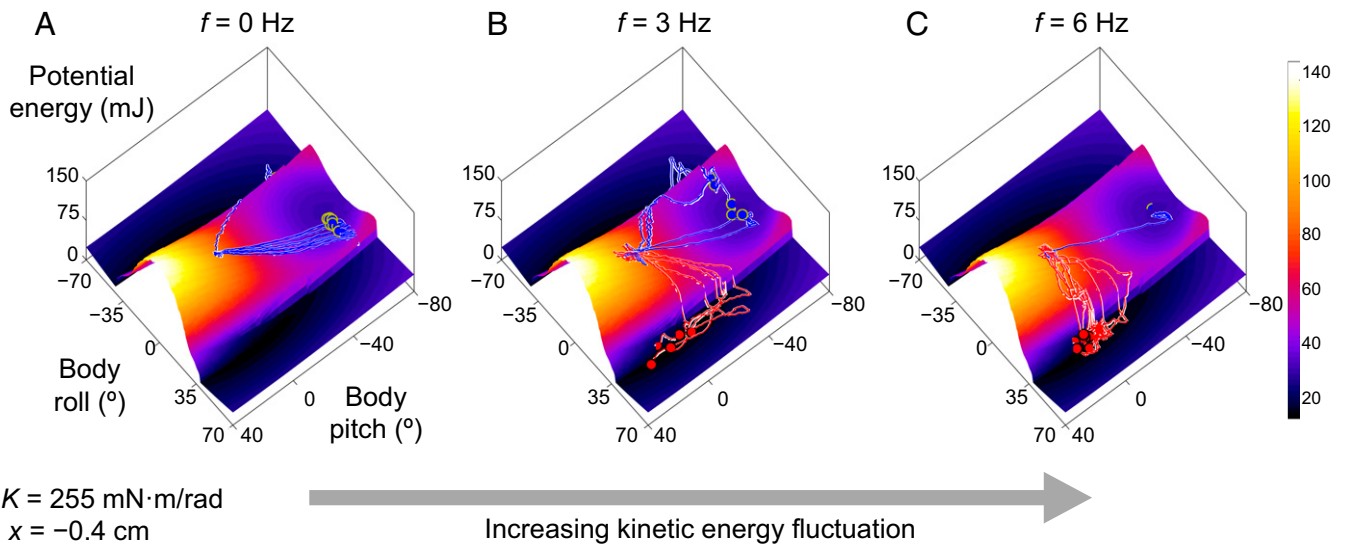 A
f = 0 Hz
B
f = 3 Hz
C
f = 6 Hz
Potential
energy (mJ)
150
75
0
−70
−35
0
35
70
40
0
−40
−80
Body
roll (º)
Body
pitch (º)
150
75
0
−70
−35
0
35
70
40
0
−40
−80
150
75
0
−70
−35
0
35
70
40
0
−40
−80
140
120
100
80
60
40
20
K = 255 mN·m/rad
x = −0.4 cm
Increasing kinetic energy fluctuation